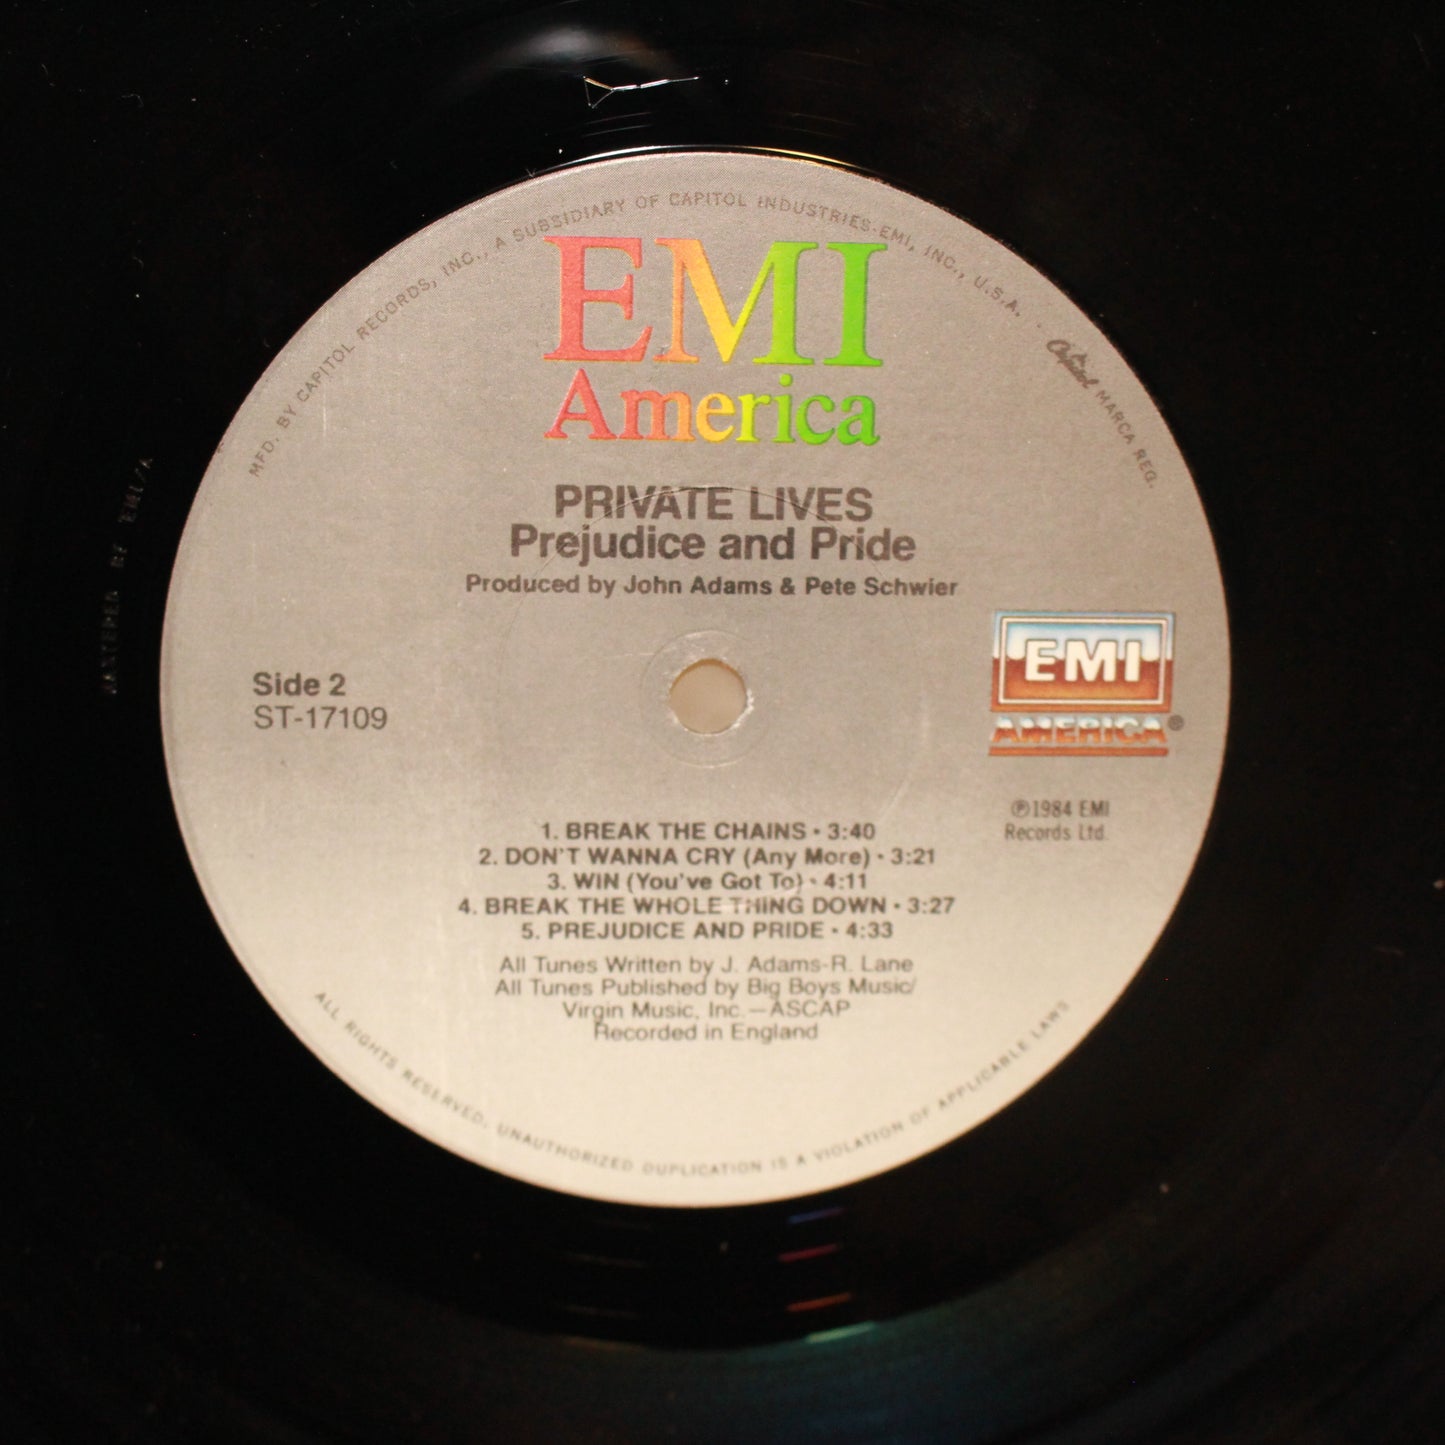 MFD. BY CAPITOL RECORDS, INC., A SUBSIDIARY OF CAPITOL INDUSTRIES-EMI, INC., U.S.A. · Capitol MARCA REG.
EMI
America
PRIVATE LIVES
Prejudice and Pride
Produced by John Adams & Pete Schwier
Side 2
ST-17109
EMI
AMERICA®
℗1984 EMI
Records Ltd.
1. BREAK THE CHAINS • 3:40
2. DON'T WANNA CRY (Any More) • 3:21
3. WIN (You've Got To) • 4:11
4. BREAK THE WHOLE THING DOWN • 3:27
5. PREJUDICE AND PRIDE • 4:33
All Tunes Written by J. Adams-R. Lane
All Tunes Published by Big Boys Music/
Virgin Music, Inc.—ASCAP
Recorded in England
ALL RIGHTS RESERVED. UNAUTHORIZED DUPLICATION IS A VIOLATION OF APPLICABLE LAWS
MASTERED BY EMI/A